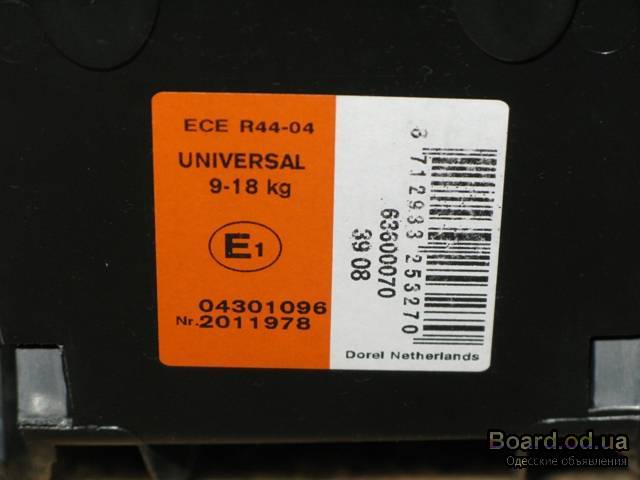 ECE R44-04
UNIVERSAL
9-18 kg
E1
04301096
Nr.2011978
8 712933 253270
63600070
39 08
Dorel Netherlands
Board.od.ua
Одесские объявления